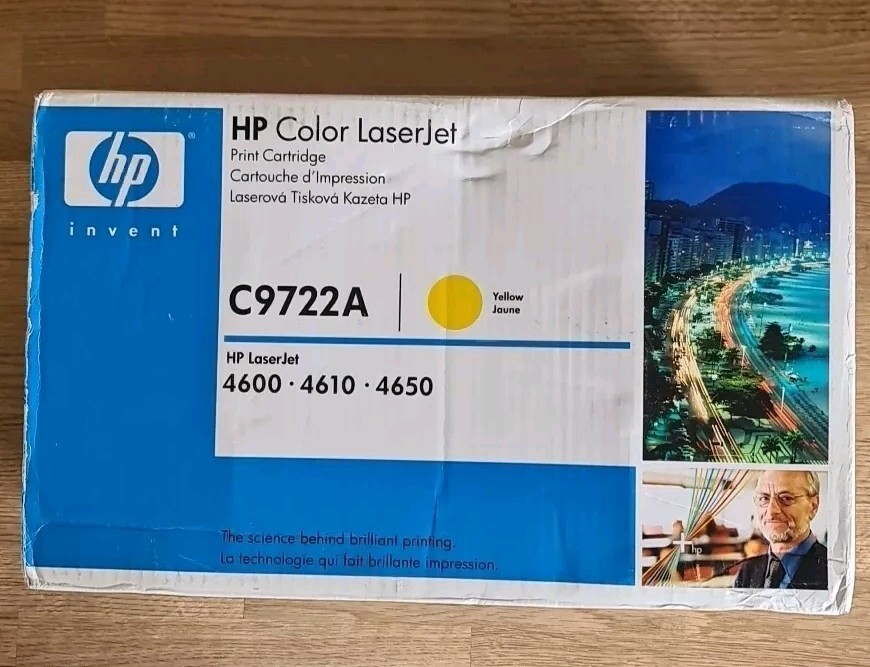 hp
®
invent
HP Color LaserJet
Print Cartridge
Cartouche d'Impression
Laserová Tisková Kazeta HP
C9722A
Yellow
Jaune
HP LaserJet
4600 · 4610 · 4650
The science behind brilliant printing.
La technologie qui fait brillante impression.
+ hp